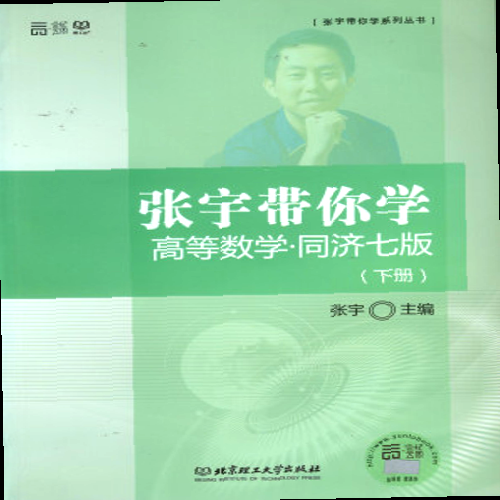 [张宇带你学系列丛书]
张宇带你学
高等数学·同济七版
(下册)
张宇 主编
北京理工大学出版社